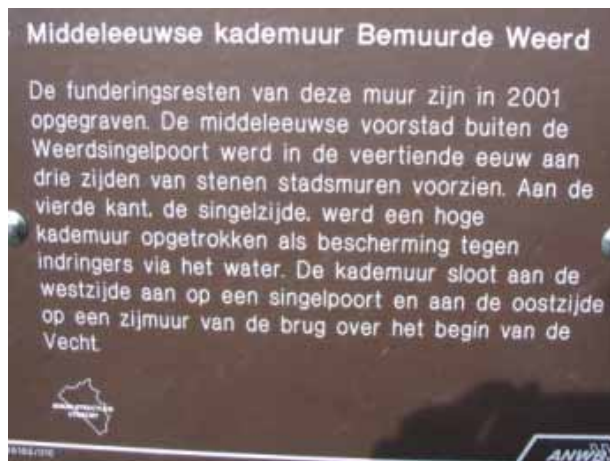 Middeleeuwse kademuur Bemuurde Weerd
De funderingsresten van deze muur zijn in 2001
opgegraven. De middeleeuwse voorstad buiten de
Weerdsingelpoort werd in de veertiende eeuw aan
drie zijden van stenen stadsmuren voorzien. Aan de
vierde kant, de singelzijde, werd een hoge
kademuur opgetrokken als bescherming tegen
indringers via het water. De kademuur sloot aan de
westzijde aan op een singelpoort en aan de oostzijde
op een zijmuur van de brug over het begin van de
Vecht.
UTRECHT
ANWB